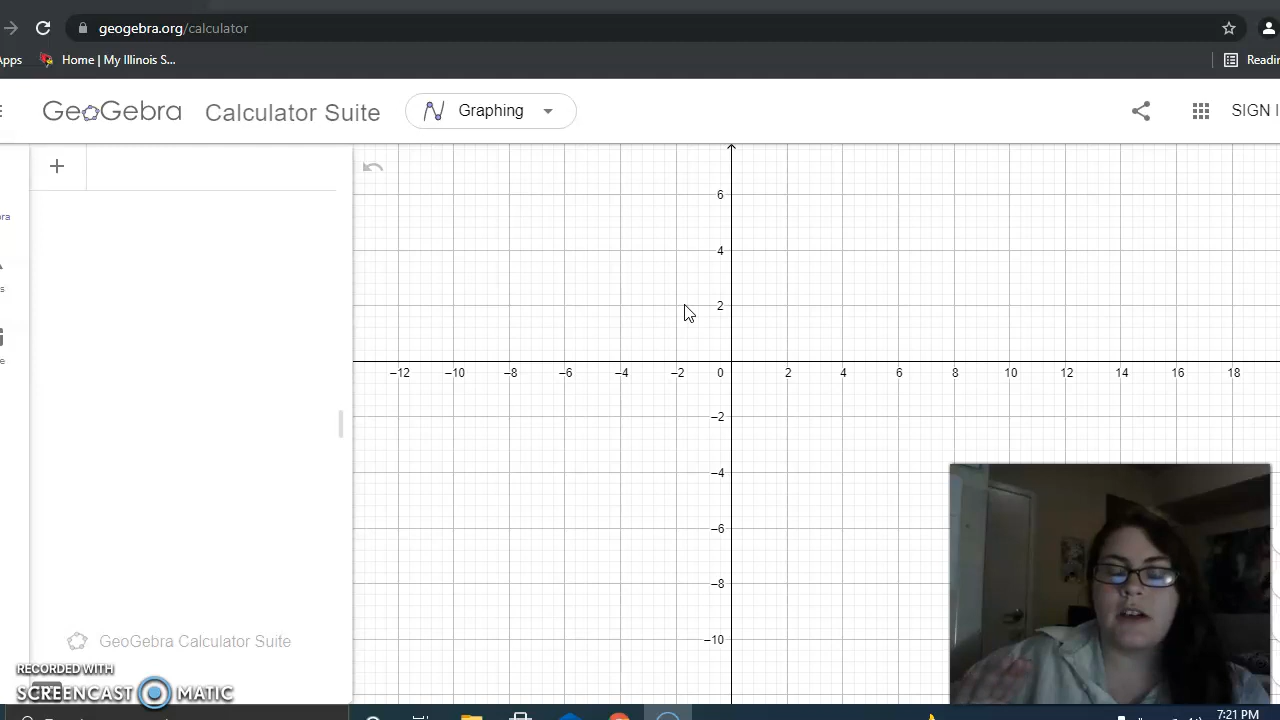 geogebra.org/calculator
Apps
Home | My Illinois S...
Readin
GeoGebra
Calculator Suite
Graphing
SIGN I
+
6
4
2
−12 −10 −8 −6 −4 −2 0 2 4 6 8 10 12 14 16 18
−2
−4
−6
−8
−10
GeoGebra Calculator Suite
RECORDED WITH
SCREENCAST MATIC
7:21 PM